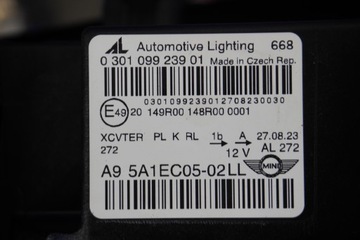 AL Automotive Lighting 668
0 301 099 239 01 Made in Czech Rep.
0301099239012708230030
E49 20 149R00 148R00 0001
XCVTER PL K RL 1b A 27.08.23
272 12 V AL 272
A9 5A1EC05-02LL MINI